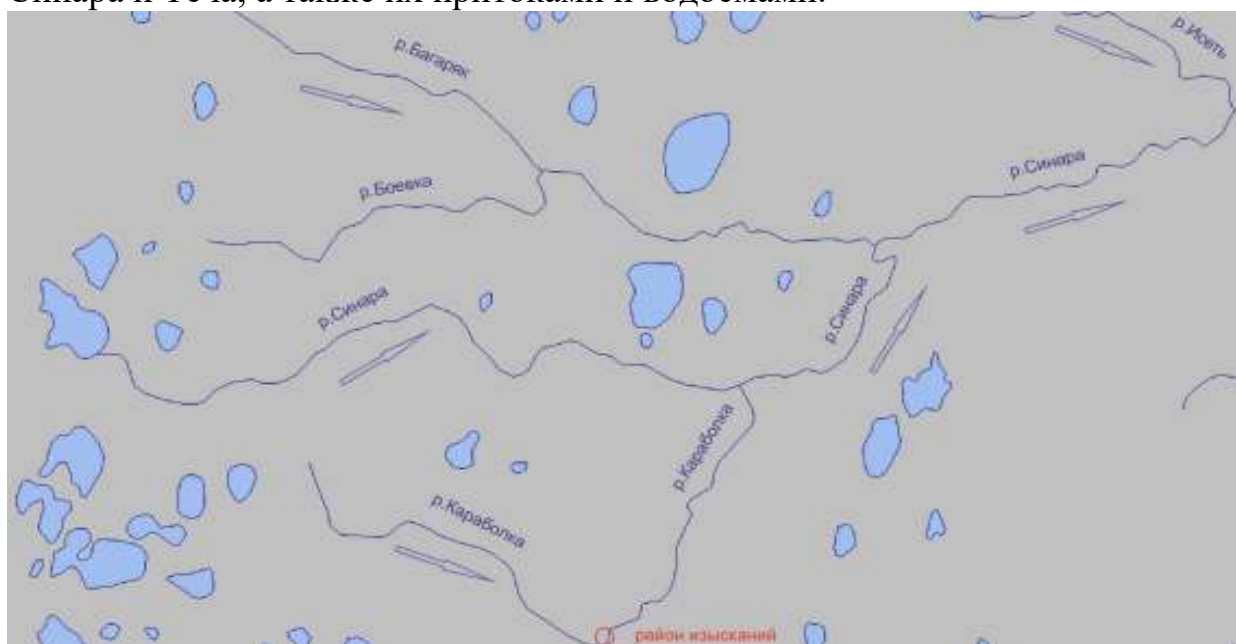 Синара и Теча, а также их притоками и водоемами.
р.Багаряк
р.Исеть
р.Боевка
р.Синара
р.Синара
р.Синара
р.Караболка
р.Караболка
район изысканий